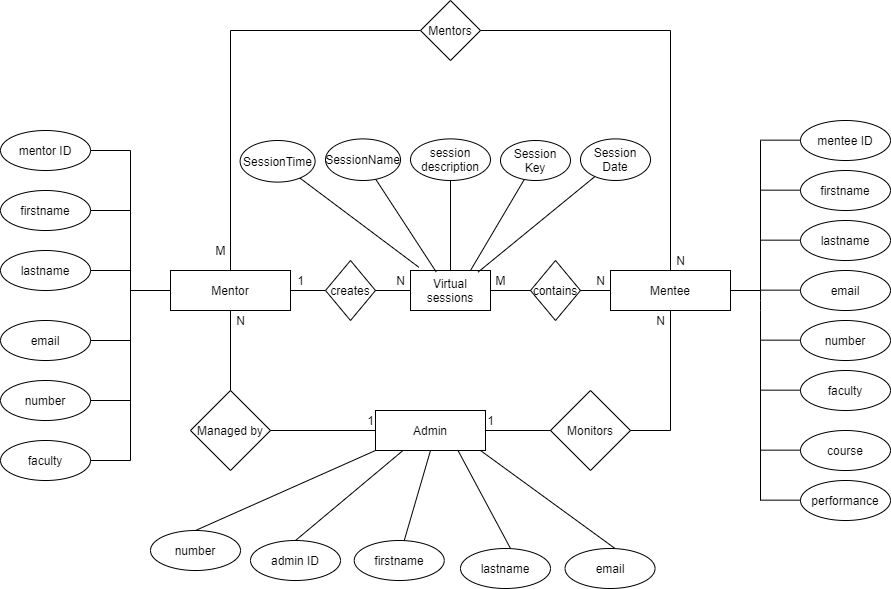 Mentors
mentee ID
mentor ID
SessionTime
SessionName
session
description
Session
Key
Session
Date
firstname
firstname
lastname
M
N
lastname
Mentor
1
creates
N
Virtual
sessions
M
contains
N
Mentee
email
N
N
email
number
faculty
number
Managed by
1
Admin
1
Monitors
course
faculty
performance
number
admin ID
firstname
lastname
email